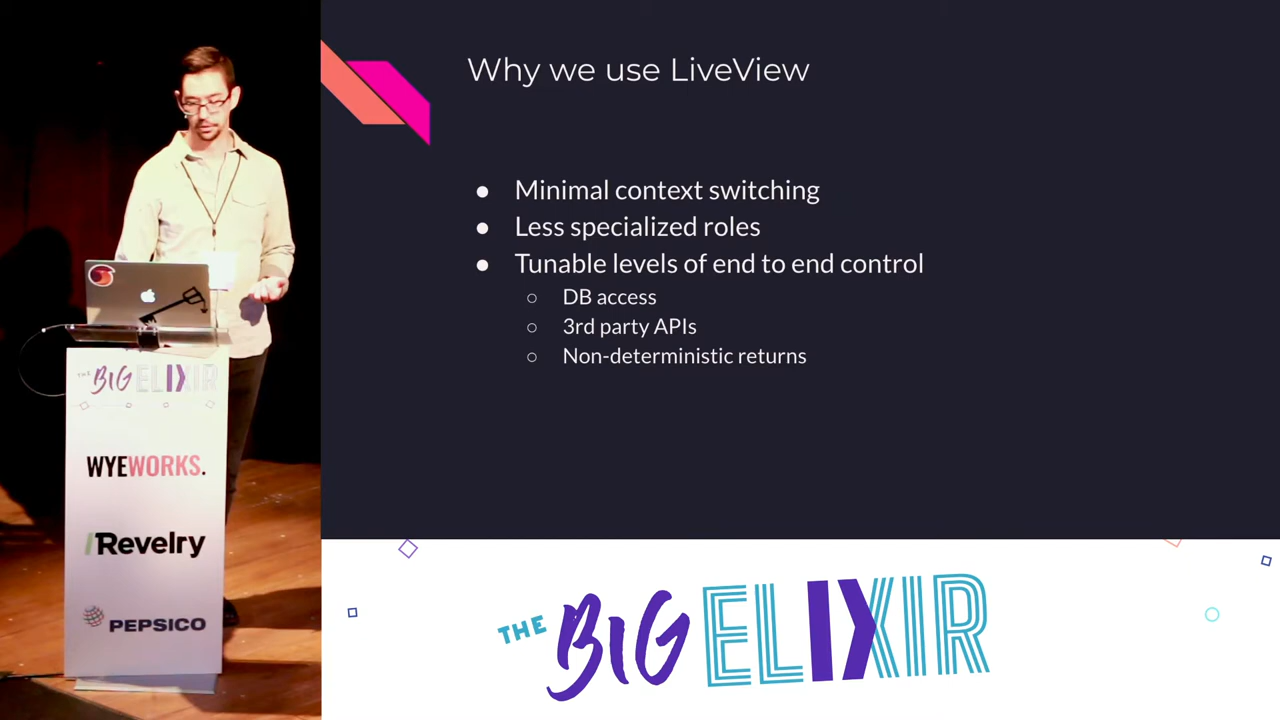 Why we use LiveView
● Minimal context switching
● Less specialized roles
● Tunable levels of end to end control
○ DB access
○ 3rd party APIs
○ Non-deterministic returns
THE BIG ELIXIR
WYEWORKS.
Revelry
PEPSICO
THE BIG ELIXIR